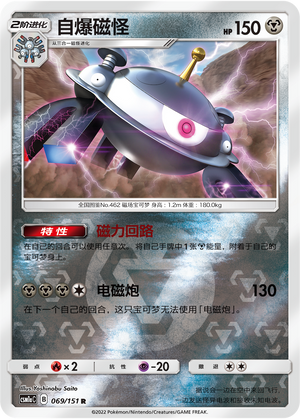 2阶进化
自爆磁怪
HP 150
从三合一磁怪进化
全国图鉴No.462 磁场宝可梦 身高：1.2m 体重：180.0kg
特性 磁力回路
在自己的回合可以使用任意次。将自己手牌中1张能量，附着于自己的
宝可梦身上。
电磁炮 130
在下一个自己的回合，这只宝可梦无法使用「电磁炮」。
弱点 ×2 抗性 -20 撤退
Illus. Yoshinobu Saito
CSM1aC 069/151 R
©2022 Pokémon/Nintendo/Creatures/GAME FREAK.